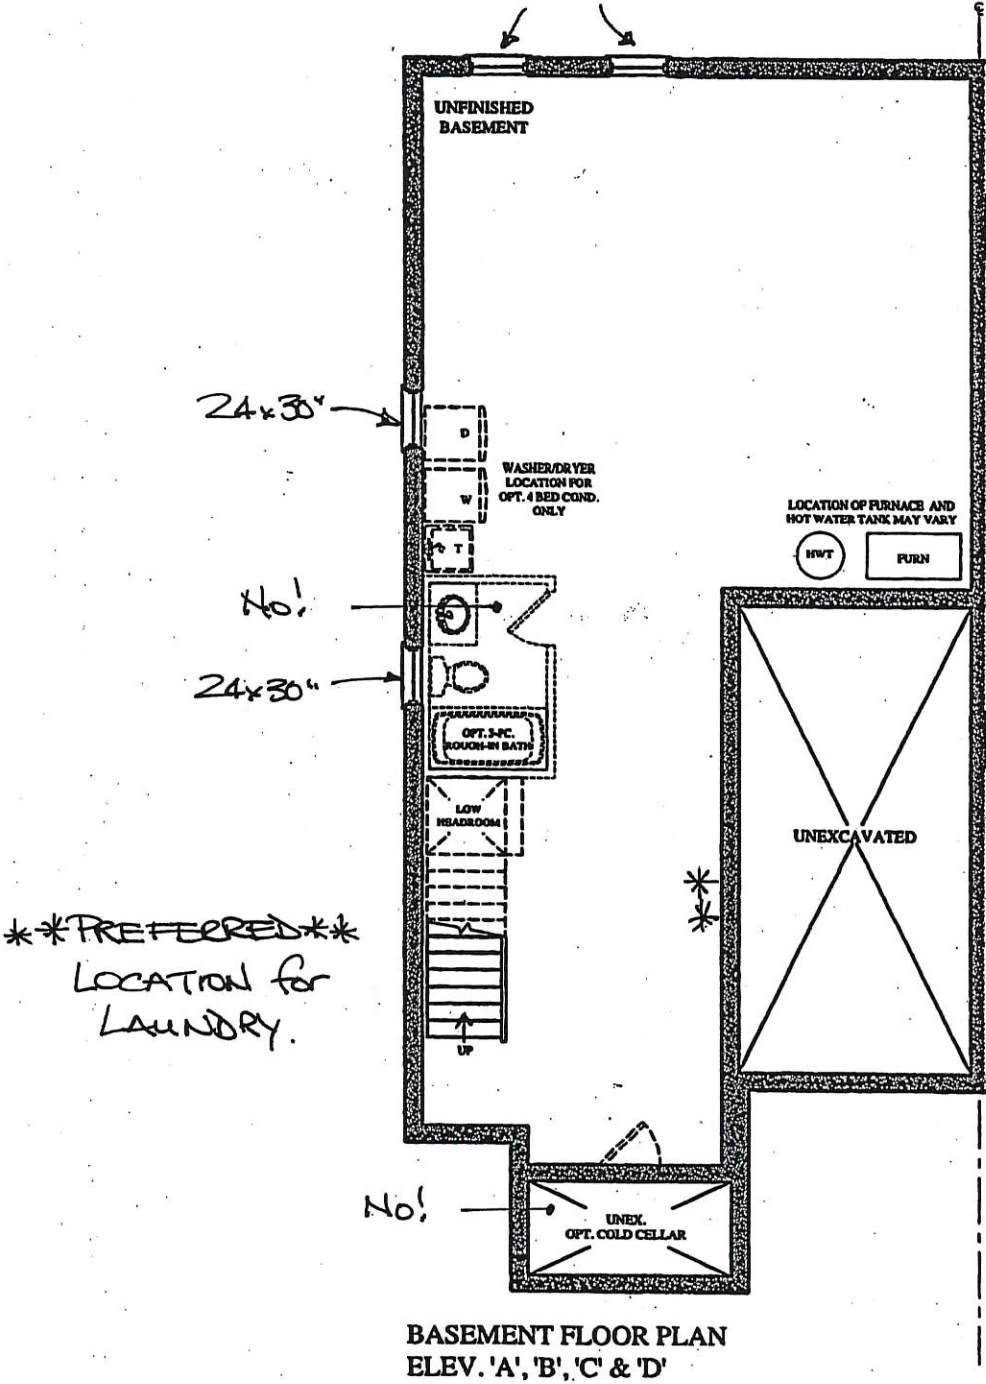 UNFINISHED
BASEMENT
24x30"
D
W
T
WASHER/DRYER
LOCATION FOR
OPT. 4 BED COND.
ONLY
LOCATION OF FURNACE AND
HOT WATER TANK MAY VARY
HWT
FURN
No!
24x30"
OPT. 3-PC.
ROUGH-IN BATH
LOW
HEADROOM
UNEXCAVATED
**
**PREFERRED**
LOCATION for
LAUNDRY.
UP
No!
UNEX.
OPT. COLD CELLAR
BASEMENT FLOOR PLAN
ELEV. 'A', 'B', 'C' & 'D'